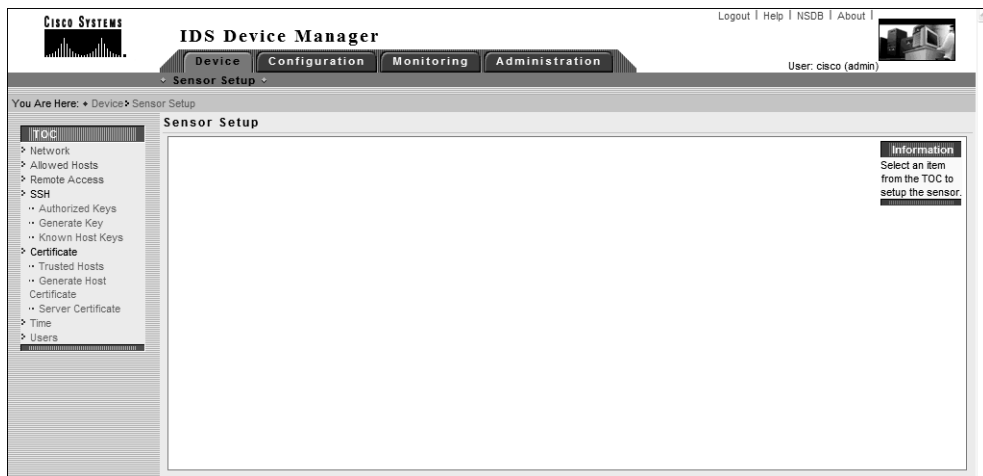 CISCO SYSTEMS
Logout | Help | NSDB | About |
IDS Device Manager
Device Configuration Monitoring Administration
User: cisco (admin)
Sensor Setup
You Are Here: Device Sensor Setup
Sensor Setup
TOC
Network
Allowed Hosts
Remote Access
SSH
Authorized Keys
Generate Key
Known Host Keys
Certificate
Trusted Hosts
Generate Host
Certificate
Server Certificate
Time
Users
Information
Select an item
from the TOC to
setup the sensor.